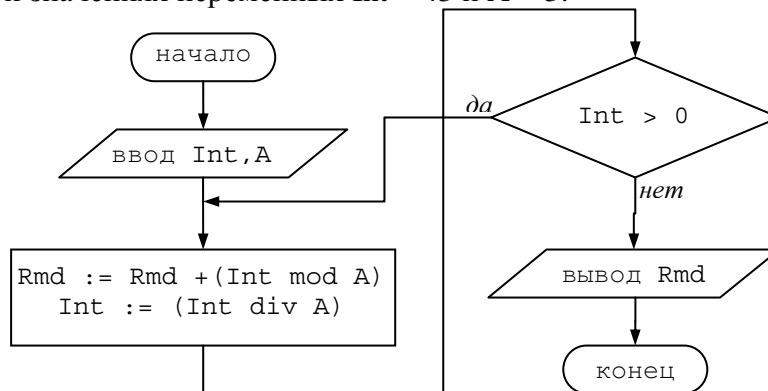 начало
ввод Int,A
Rmd := Rmd +(Int mod A)
Int := (Int div A)
да
Int > 0
нет
вывод Rmd
конец